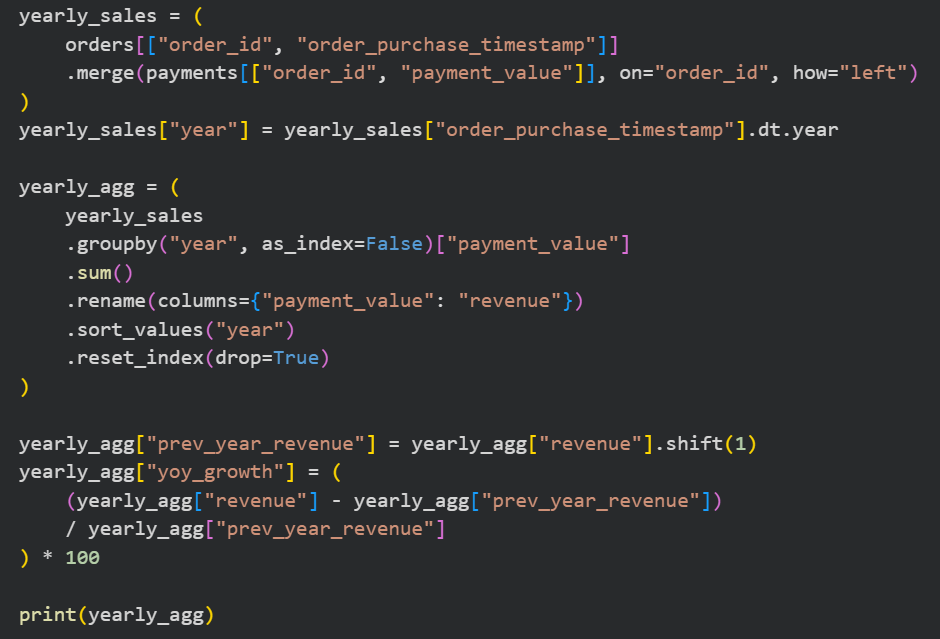 yearly_sales = (
    orders[["order_id", "order_purchase_timestamp"]]
    .merge(payments[["order_id", "payment_value"]], on="order_id", how="left")
)
yearly_sales["year"] = yearly_sales["order_purchase_timestamp"].dt.year

yearly_agg = (
    yearly_sales
    .groupby("year", as_index=False)["payment_value"]
    .sum()
    .rename(columns={"payment_value": "revenue"})
    .sort_values("year")
    .reset_index(drop=True)
)

yearly_agg["prev_year_revenue"] = yearly_agg["revenue"].shift(1)
yearly_agg["yoy_growth"] = (
    (yearly_agg["revenue"] - yearly_agg["prev_year_revenue"])
    / yearly_agg["prev_year_revenue"]
) * 100

print(yearly_agg)